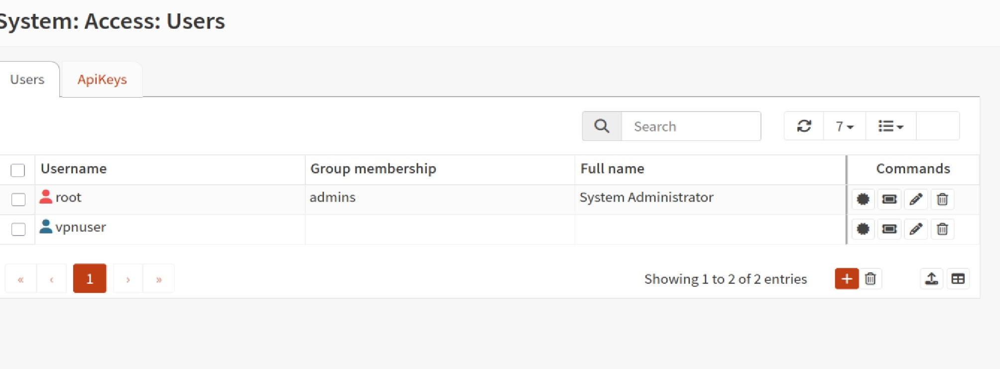 System: Access: Users
Users ApiKeys
Search 7
Username Group membership Full name Commands
root admins System Administrator
vpnuser
« ‹ 1 › » Showing 1 to 2 of 2 entries